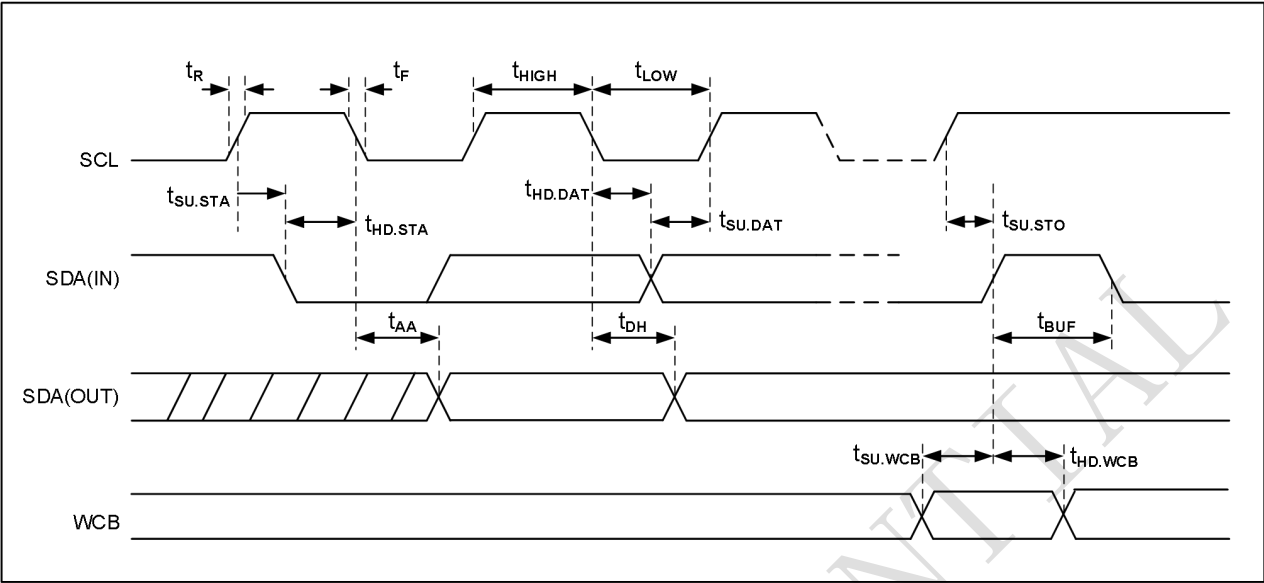 tR tF tHIGH tLOW
SCL
tSU.STA tHD.STA tHD.DAT tSU.DAT tSU.STO
SDA(IN)
tAA tDH tBUF
SDA(OUT)
tSU.WCB tHD.WCB
WCB
NTIAL